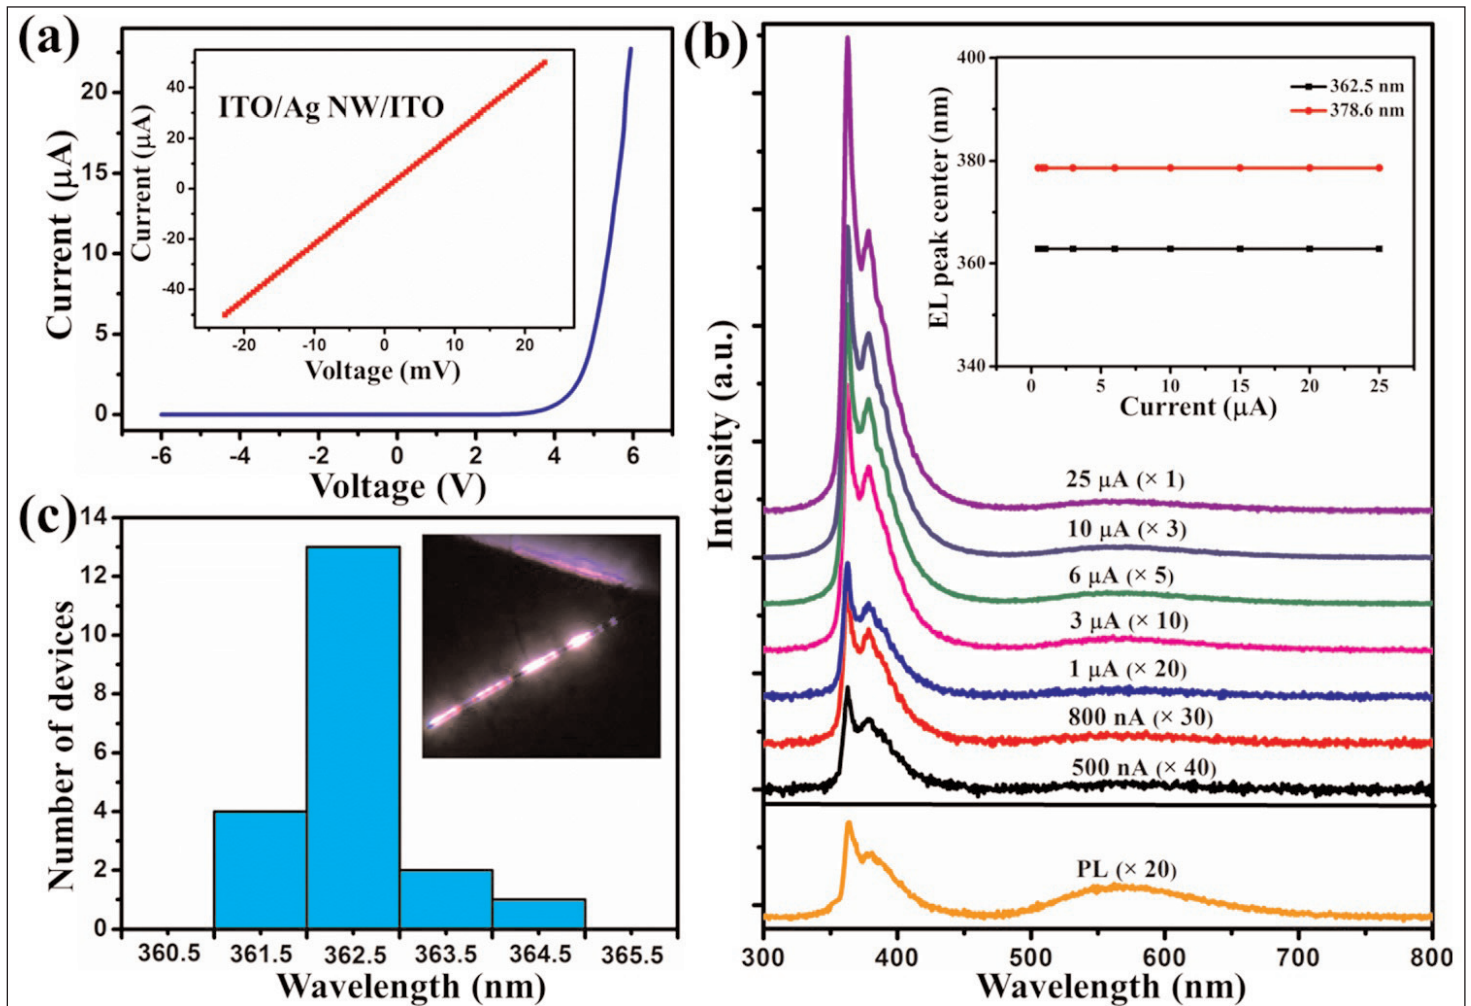 (a)
20
15
10
5
0
Current (μA)
-6 -4 -2 0 2 4 6
Voltage (V)
ITO/Ag NW/ITO
40
20
0
-20
-40
Current (μA)
-20 -10 0 10 20
Voltage (mV)
(b)
Intensity (a.u.)
400
380
360
340
EL peak center (nm)
362.5 nm
378.6 nm
0 5 10 15 20 25
Current (μA)
25 μA (× 1)
10 μA (× 3)
6 μA (× 5)
3 μA (× 10)
1 μA (× 20)
800 nA (× 30)
500 nA (× 40)
PL (× 20)
300 400 500 600 700 800
Wavelength (nm)
(c)
14
12
10
8
6
4
2
0
Number of devices
360.5 361.5 362.5 363.5 364.5 365.5
Wavelength (nm)